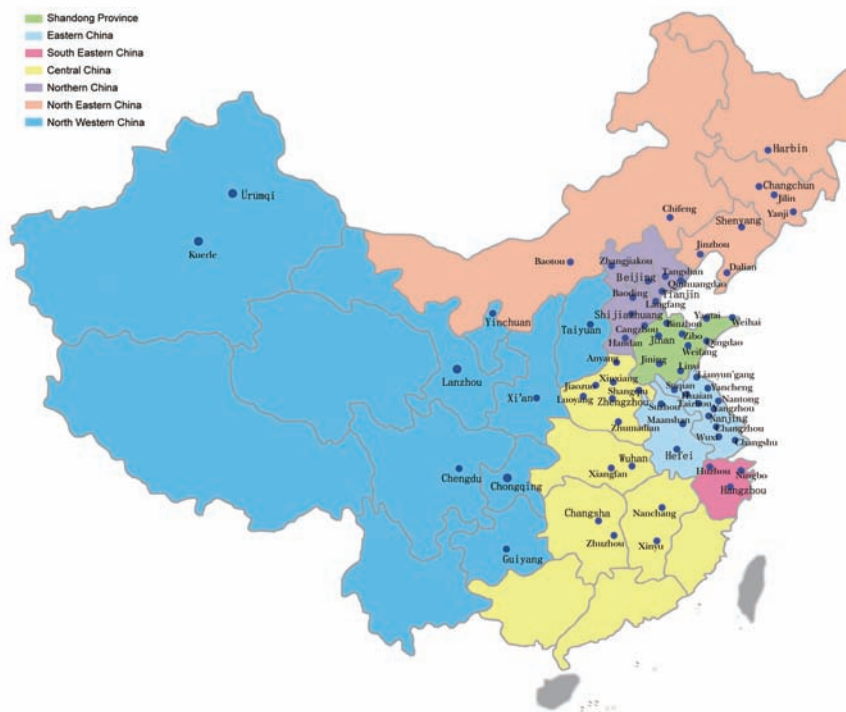 Shandong Province
Eastern China
South Eastern China
Central China
Northern China
North Eastern China
North Western China
Harbin
Changchun
Jilin
Urumqi
Yanji
Chifeng
Shenyang
Kuerle
Jinzhou
Baotou
Zhangjiakou
Dalian
Tangshan
Beijing
Qinhuangdao
Baoding
Tianjin
Langfang
Yinchuan
Shijiazhuang
Yantai
Weihai
Taiyuan
Cangzhou
Binzhou
Zibo
Handan
Jinan
Qingdao
Weifang
Anyang
Jining
Linyi
Lanzhou
Xinxiang
Lianyun'gang
Jiaozuo
Shangqiu
Suqian
Yancheng
Xi'an
Luoyang
Zhengzhou
Huaian
Nantong
Suzhou
Taizhou
Yangzhou
Zhumadian
Maanshan
Nanjing
Changzhou
Wuxi
Changshu
Hefei
Wuhan
Chengdu
Xiangfan
Huzhou
Ningbo
Chongqing
Hangzhou
Changsha
Nanchang
Zhuzhou
Xinyu
Guiyang